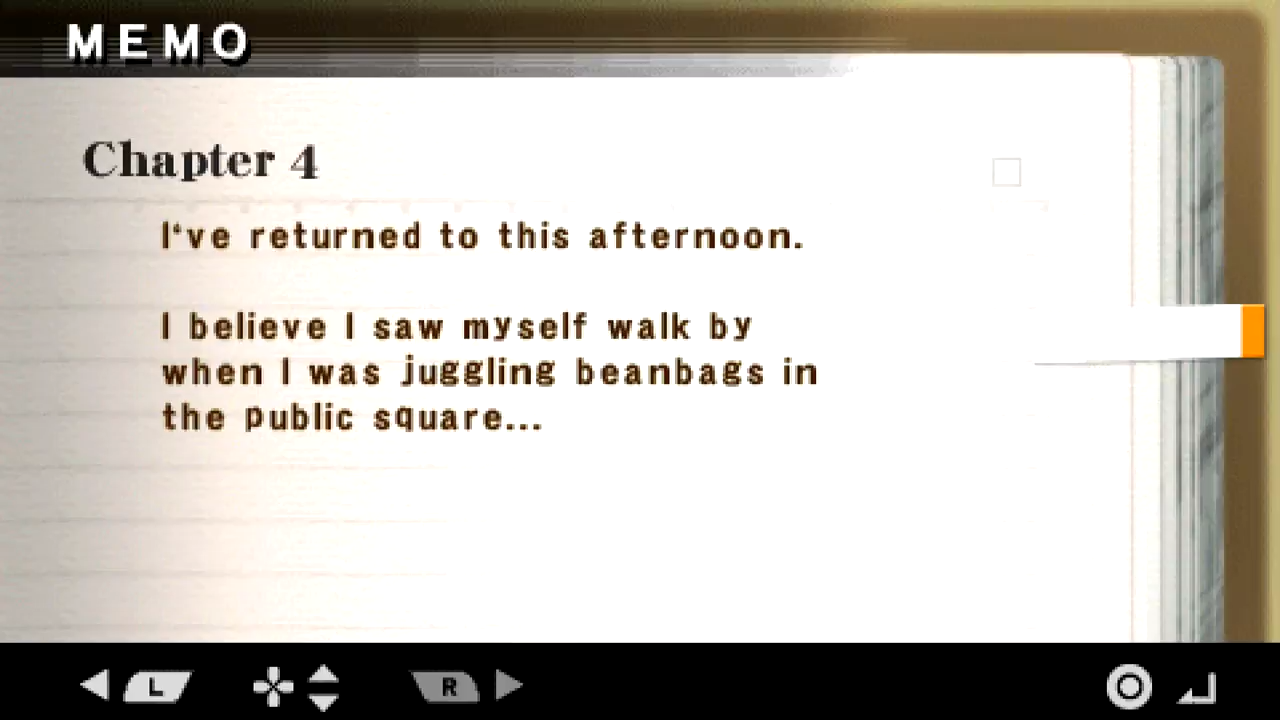 MEMO
Chapter 4
I've returned to this afternoon.
I believe I saw myself walk by
when I was juggling beanbags in
the public square...
L
R